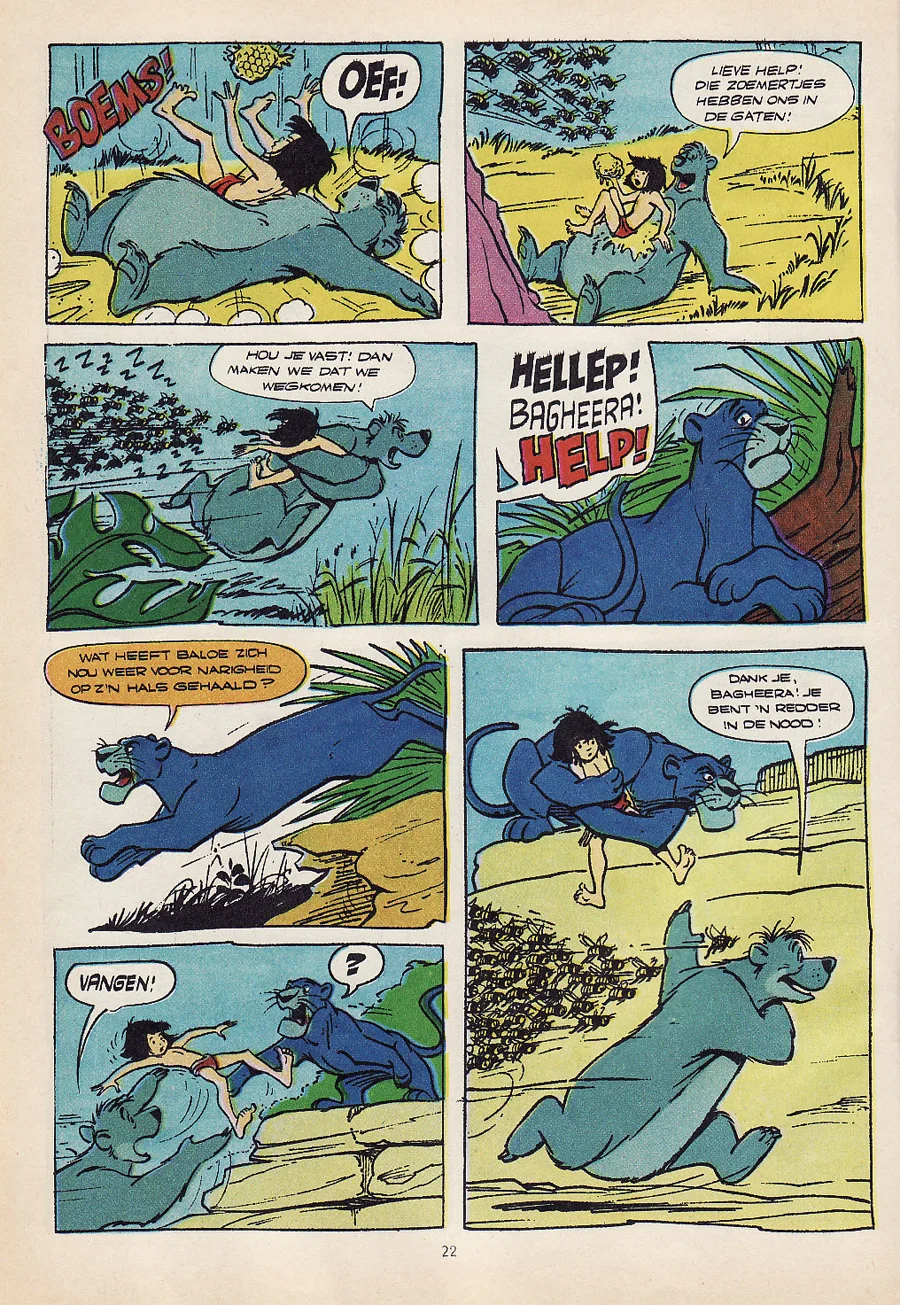 BOEMS!
OEF!
LIEVE HELP!
DIE ZOEMERTJES
HEBBEN ONS IN
DE GATEN!
Z Z Z Z Z Z Z
HOU JE VAST! DAN
MAKEN WE DAT WE
WEGKOMEN!
HELLEP!
BAGHEERA!
HELP!
WAT HEEFT BALOE ZICH
NOU WEER VOOR NARIGHEID
OP Z'N HALS GEHAALD?
VANGEN!
?
DANK JE,
BAGHEERA! JE
BENT 'N REDDER
IN DE NOOD!
22